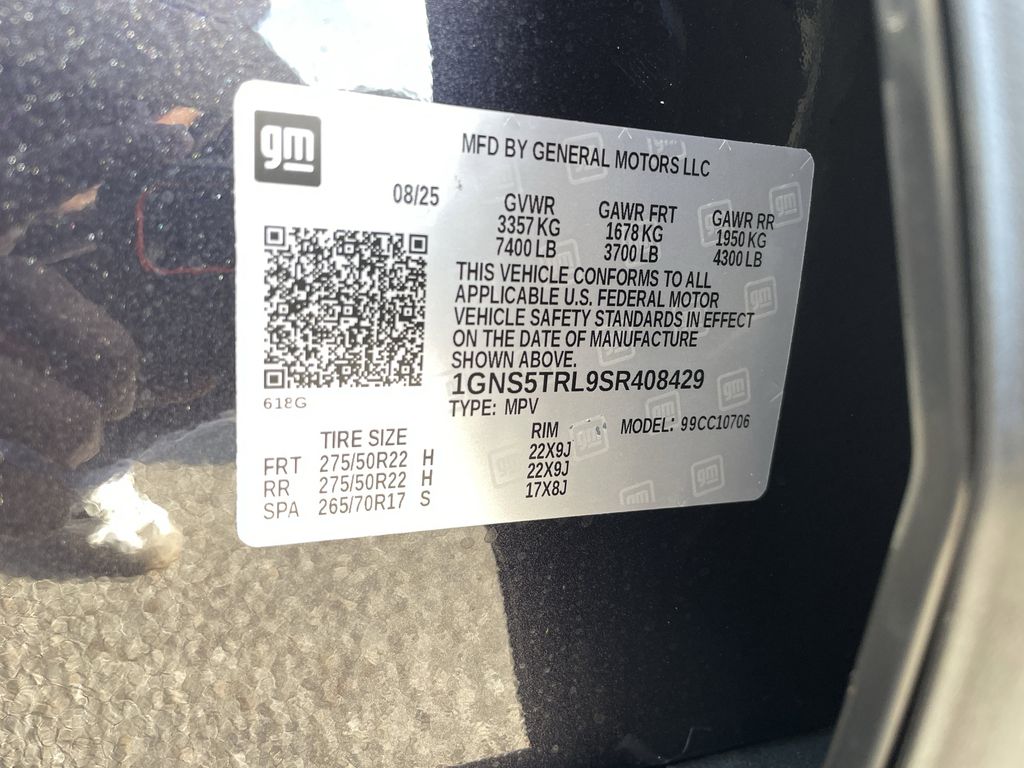 gm
MFD BY GENERAL MOTORS LLC
08/25
GVWR GAWR FRT GAWR RR
3357 KG 1678 KG 1950 KG
7400 LB 3700 LB 4300 LB
THIS VEHICLE CONFORMS TO ALL
APPLICABLE U.S. FEDERAL MOTOR
VEHICLE SAFETY STANDARDS IN EFFECT
ON THE DATE OF MANUFACTURE
SHOWN ABOVE.
1GNS5TRL9SR408429
618G
TYPE: MPV MODEL: 99CC10706
TIRE SIZE RIM
FRT 275/50R22 H 22X9J
RR 275/50R22 H 22X9J
SPA 265/70R17 S 17X8J